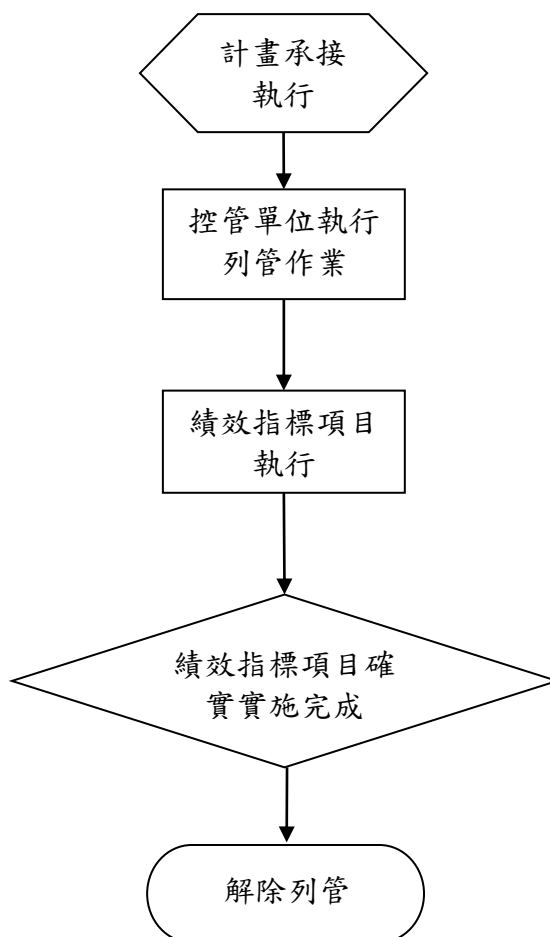 計畫承接
執行
控管單位執行
列管作業
績效指標項目
執行
績效指標項目確
實實施完成
解除列管